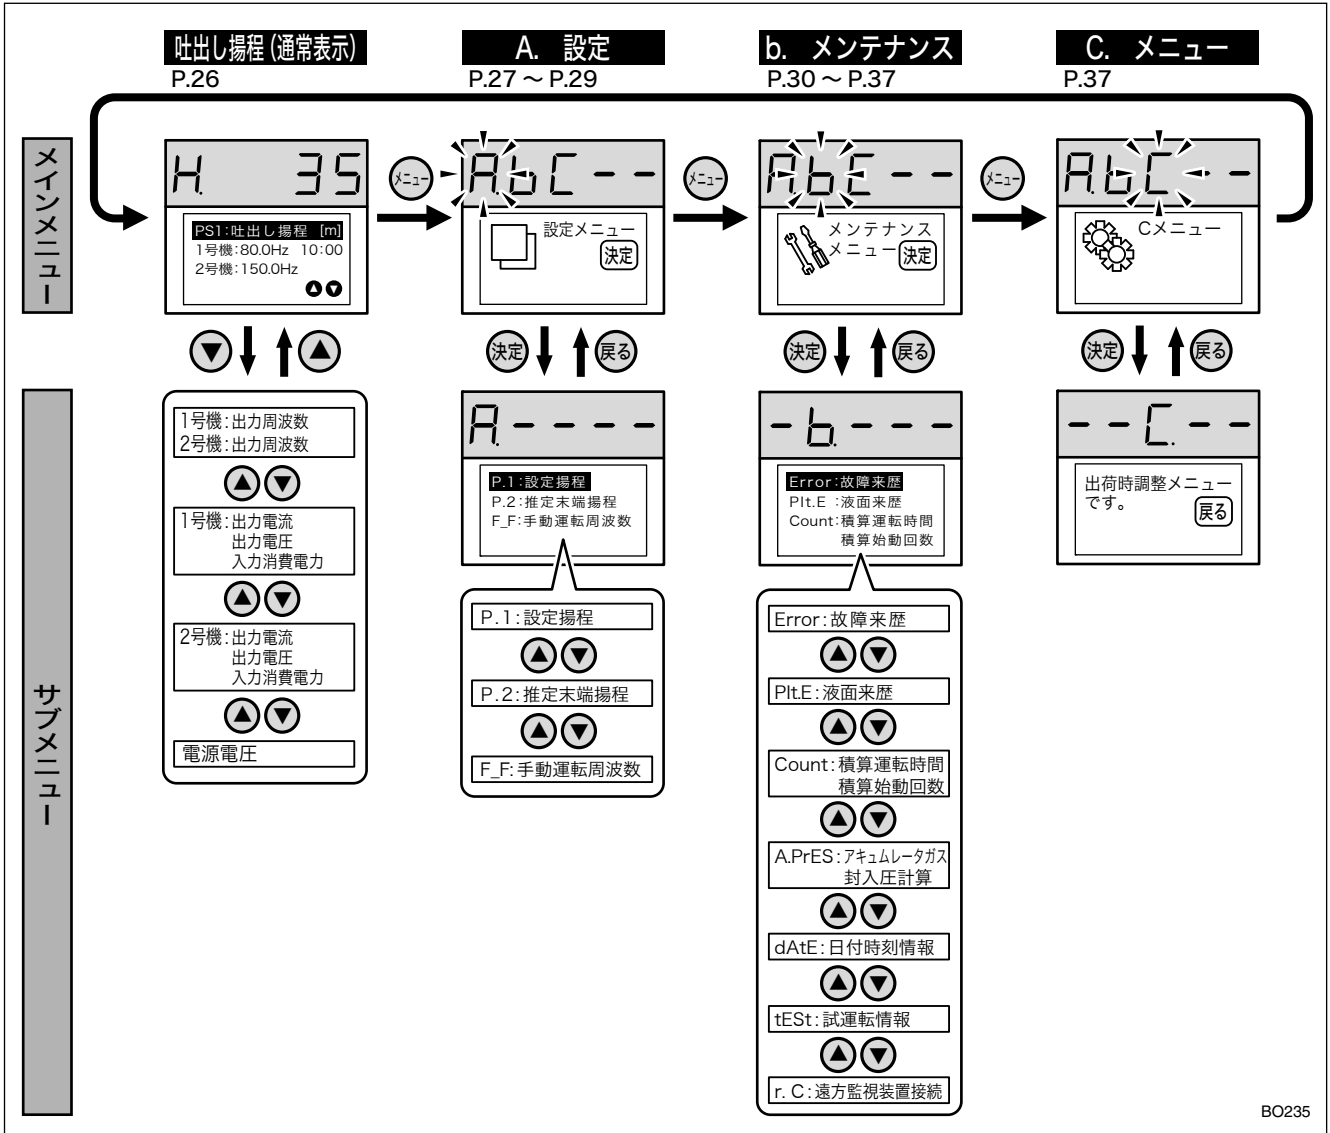 吐出し揚程(通常表示)
P.26
A. 設定
P.27～P.29
b. メンテナンス
P.30～P.37
C. メニュー
P.37
メインメニュー
H. 35
PS1:吐出し揚程 [m]
1号機:80.0Hz 10:00
2号機:150.0Hz
▲▼
メニュー
A.bC--
設定メニュー
決定
メニュー
A.bC--
メンテナンス
メニュー 決定
メニュー
A.bC--
Cメニュー
▼ ▲
決定 戻る
決定 戻る
決定 戻る
サブメニュー
1号機:出力周波数
2号機:出力周波数
▲▼
1号機:出力電流
出力電圧
入力消費電力
▲▼
2号機:出力電流
出力電圧
入力消費電力
▲▼
電源電圧
A.----
P.1:設定揚程
P.2:推定末端揚程
F_F:手動運転周波数
P.1:設定揚程
▲▼
P.2:推定末端揚程
▲▼
F_F:手動運転周波数
-b.---
Error:故障来歴
PIt.E :液面来歴
Count:積算運転時間
積算始動回数
Error:故障来歴
▲▼
PIt.E:液面来歴
▲▼
Count:積算運転時間
積算始動回数
▲▼
A.PrES:アキュムレータガス
封入圧計算
▲▼
dAtE:日付時刻情報
▲▼
tESt:試運転情報
▲▼
r. C:遠方監視装置接続
--C.--
出荷時調整メニュー
です。 戻る
BO235